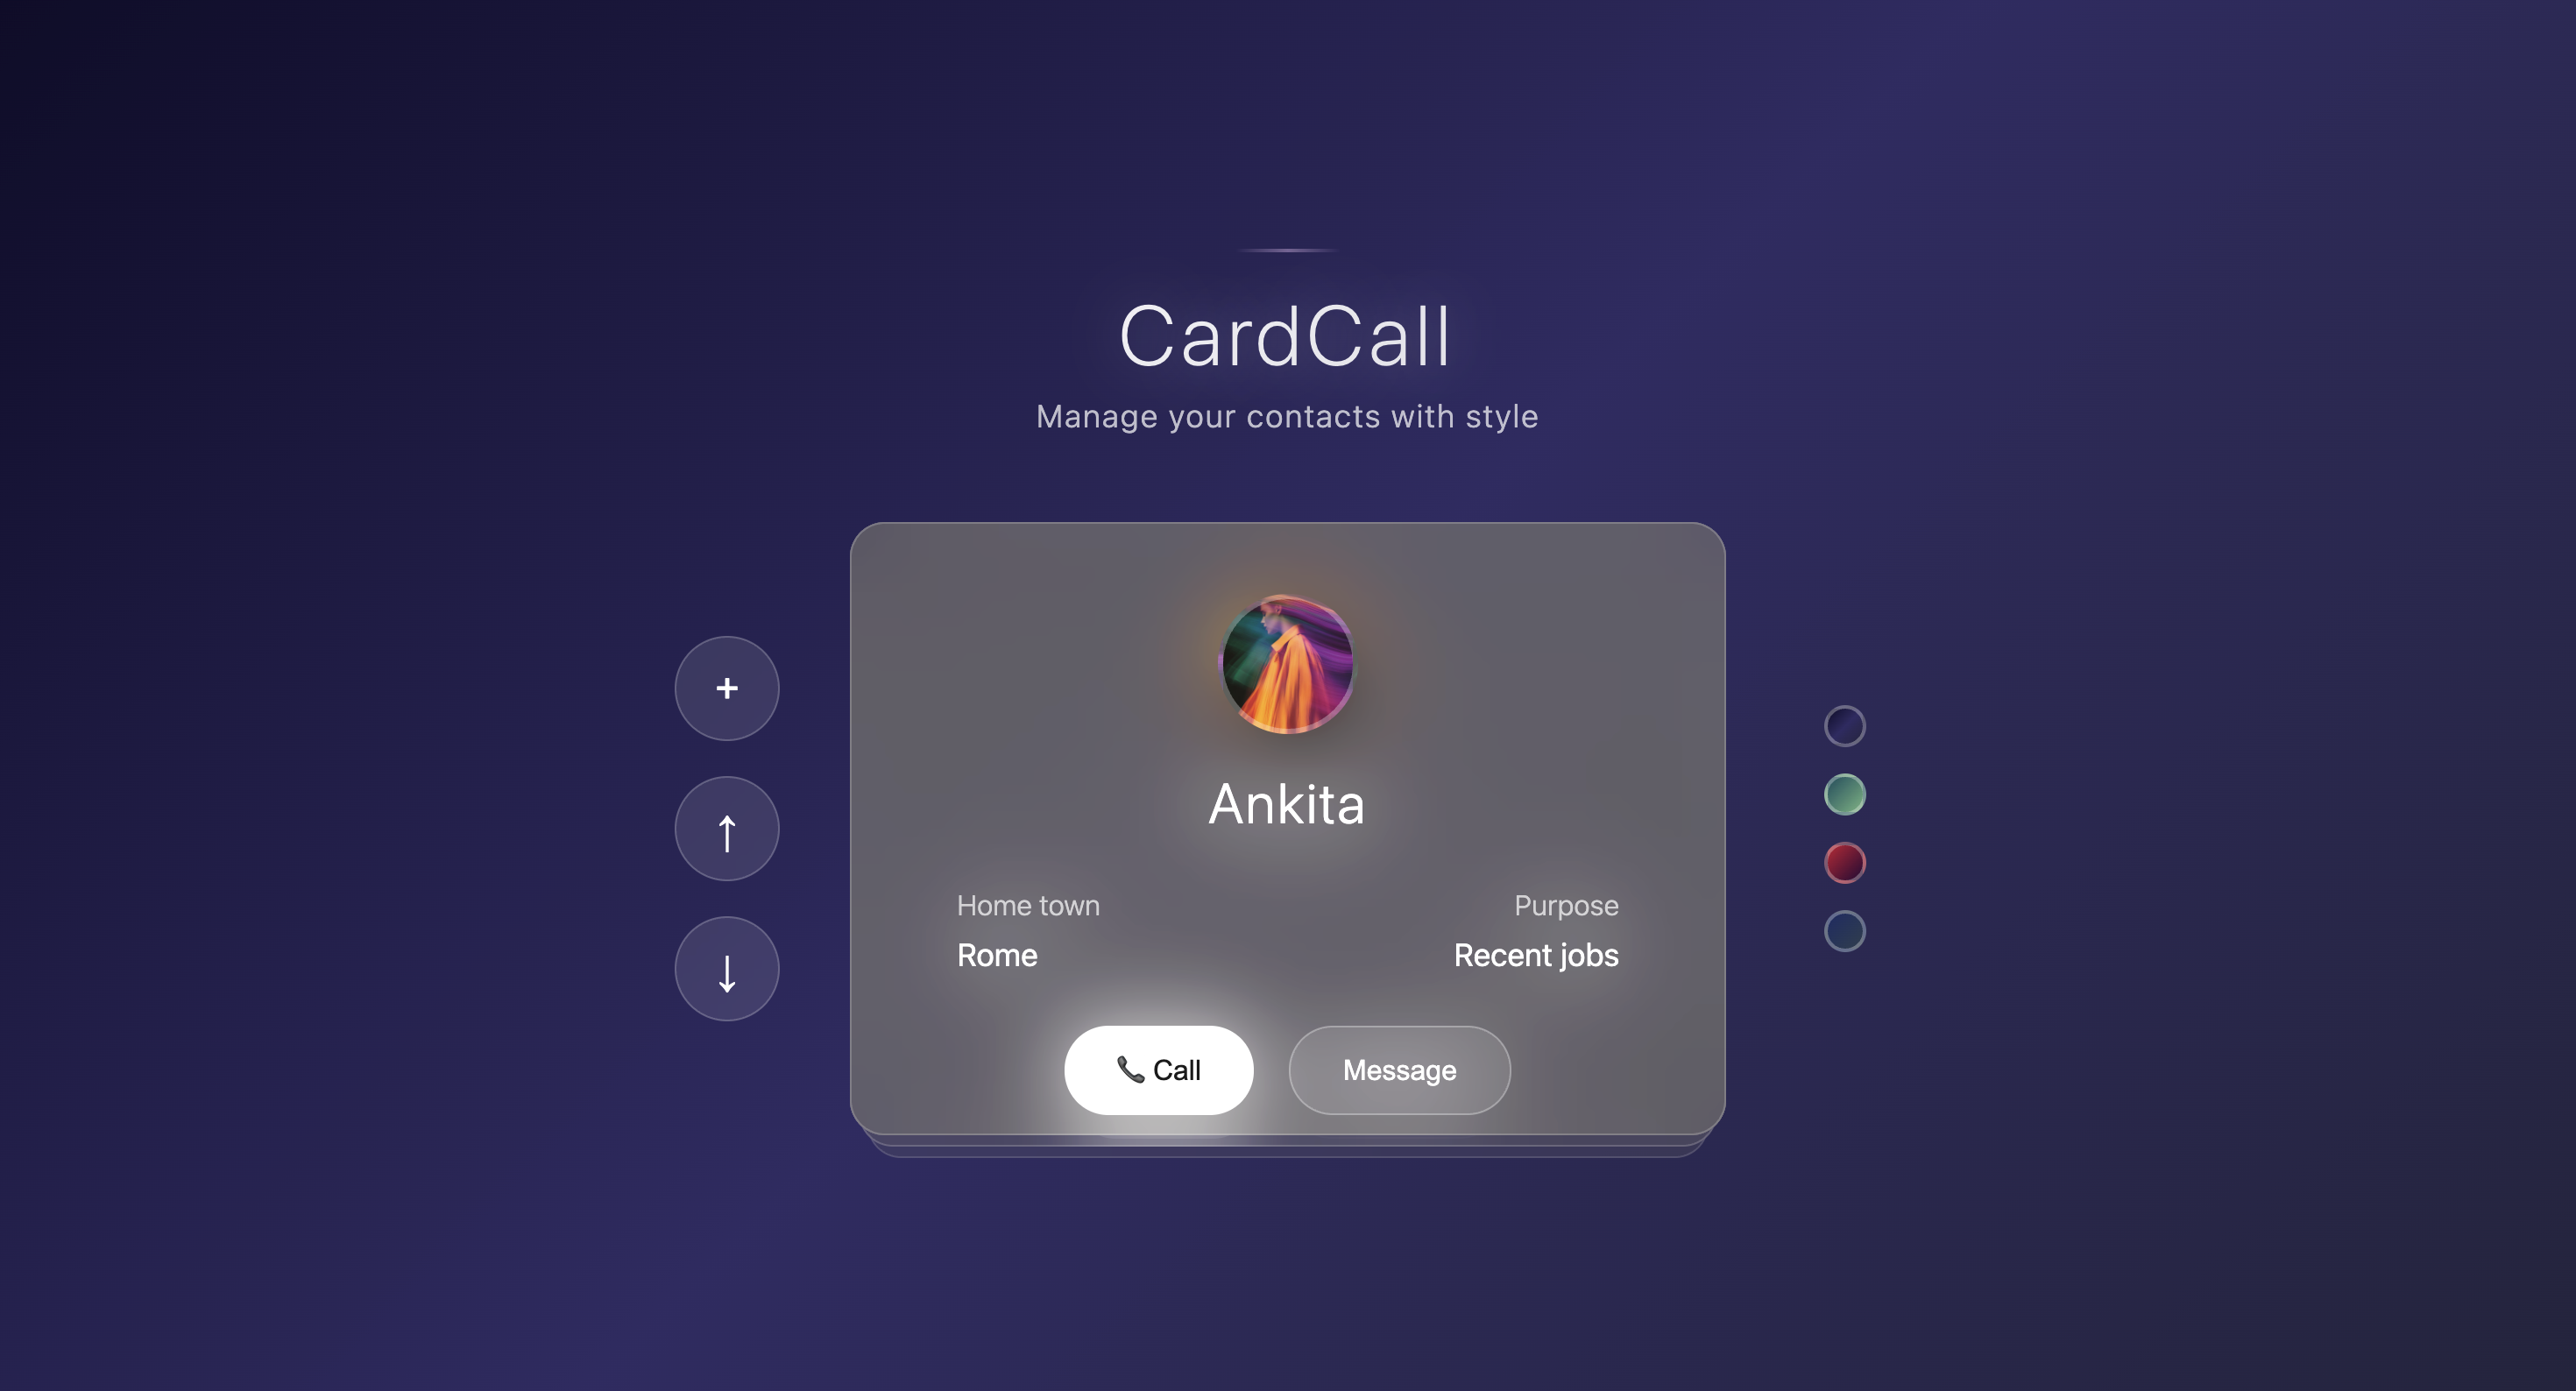 CardCall
Manage your contacts with style
+
↑
↓
Ankita
Home town
Purpose
Rome
Recent jobs
📞 Call
Message